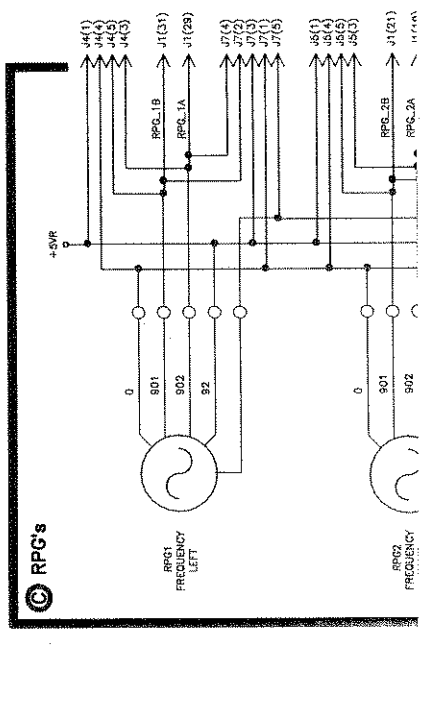 J4(1)
J4(4)
J4(5)
J4(3)
J1(31)
J1(29)
J7(4)
J7(2)
J7(3)
J7(1)
J7(5)
J5(1)
J5(4)
J5(5)
J5(3)
J1(21)
RPG_1B
RPG_1A
RPG_2B
RPG_2A
+5VR
0
901
902
92
0
901
902
RPG1
FREQUENCY
LEFT
RPG2
FREQUENCY
© RPG's